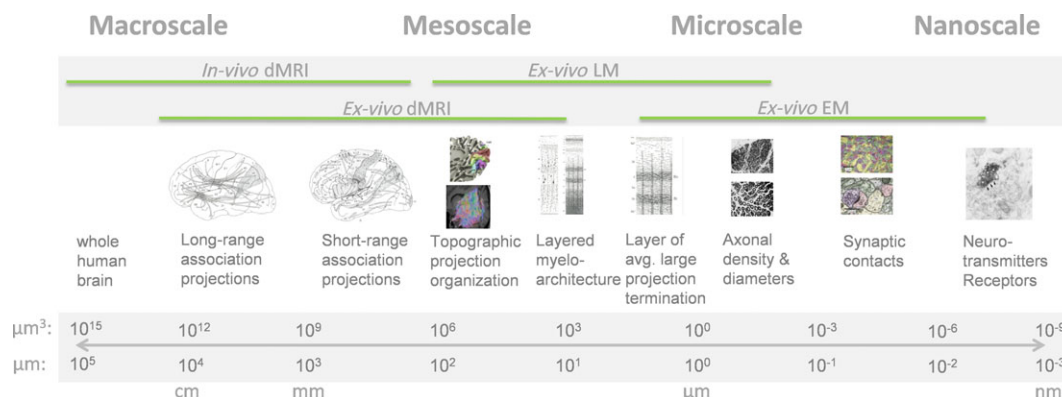 Macroscale Mesoscale Microscale Nanoscale
In-vivo dMRI Ex-vivo LM
Ex-vivo dMRI Ex-vivo EM
whole human brain
Long-range association projections
Short-range association projections
Topographic projection organization
Layered myelo-architecture
Layer of avg. large projection termination
Axonal density & diameters
Synaptic contacts
Neuro-transmitters Receptors
µm³: 10¹⁵ 10¹² 10⁹ 10⁶ 10³ 10⁰ 10⁻³ 10⁻⁶ 10⁻⁹
µm: 10⁵ 10⁴ 10³ 10² 10¹ 10⁰ 10⁻¹ 10⁻² 10⁻³
cm mm µm nm